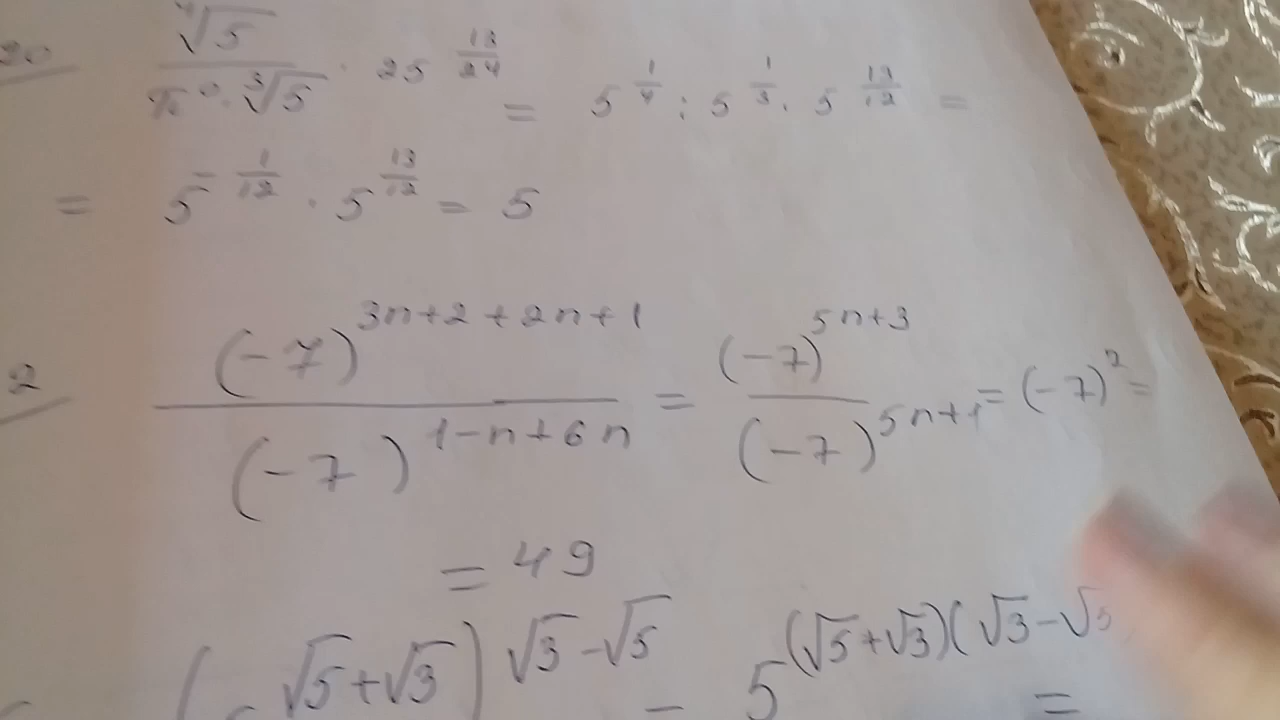 20 ⁴√5 / (π⁰ · ³√5) · 25^(13/24) = 5^(1/4) : 5^(1/3) · 5^(13/12) =
= 5^(-1/12) · 5^(13/12) = 5
2 (-7)^(3n+2+2n+1) / (-7)^(1-n+6n) = (-7)^(5n+3) / (-7)^(5n+1) = (-7)² =
= 49
( √5+√3 )^(√3-√5) = 5^((√5+√3)(√3-√5 =